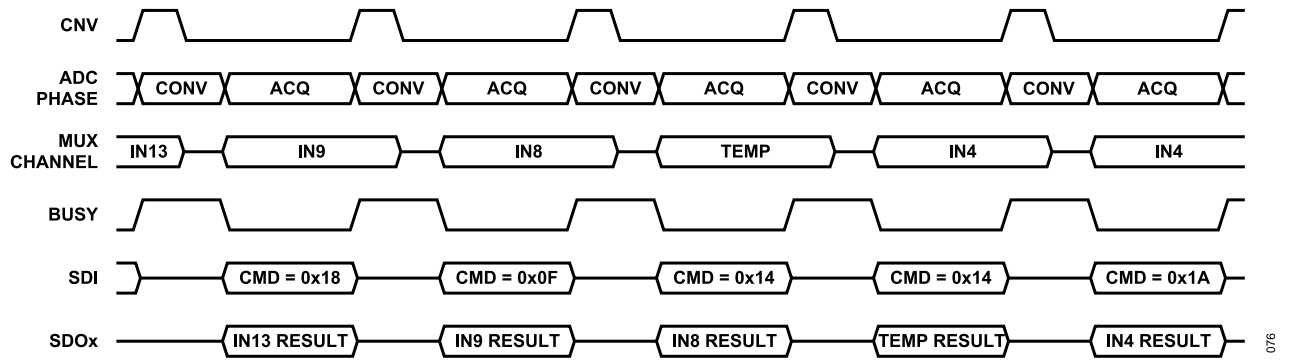 CNV
ADC
PHASE
CONV ACQ CONV ACQ CONV ACQ CONV ACQ CONV ACQ
MUX
CHANNEL
IN13 IN9 IN8 TEMP IN4 IN4
BUSY
SDI
CMD = 0x18 CMD = 0x0F CMD = 0x14 CMD = 0x14 CMD = 0x1A
SDOx
IN13 RESULT IN9 RESULT IN8 RESULT TEMP RESULT IN4 RESULT
076